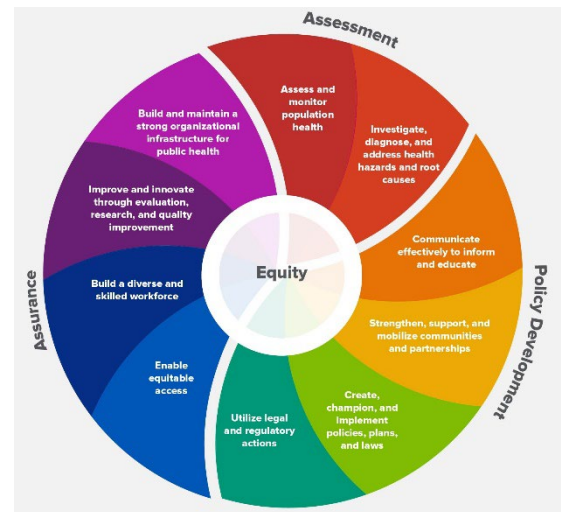 Assessment
Assess and
monitor
population
health
Investigate,
diagnose, and
address health
hazards and root
causes
Policy Development
Communicate
effectively to inform
and educate
Strengthen, support, and
mobilize communities
and partnerships
Create,
champion, and
implement
policies, plans,
and laws
Utilize legal
and regulatory
actions
Assurance
Enable
equitable
access
Build a diverse and
skilled workforce
Improve and innovate
through evaluation,
research, and quality
improvement
Build and maintain a
strong organizational
infrastructure for
public health
Equity